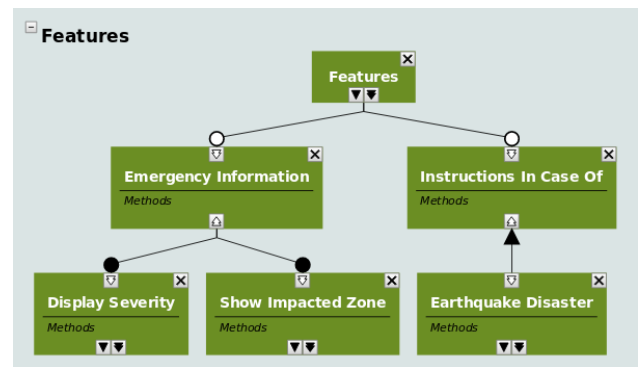 Features
Features
Emergency Information
Methods
Instructions In Case Of
Methods
Display Severity
Methods
Show Impacted Zone
Methods
Earthquake Disaster
Methods